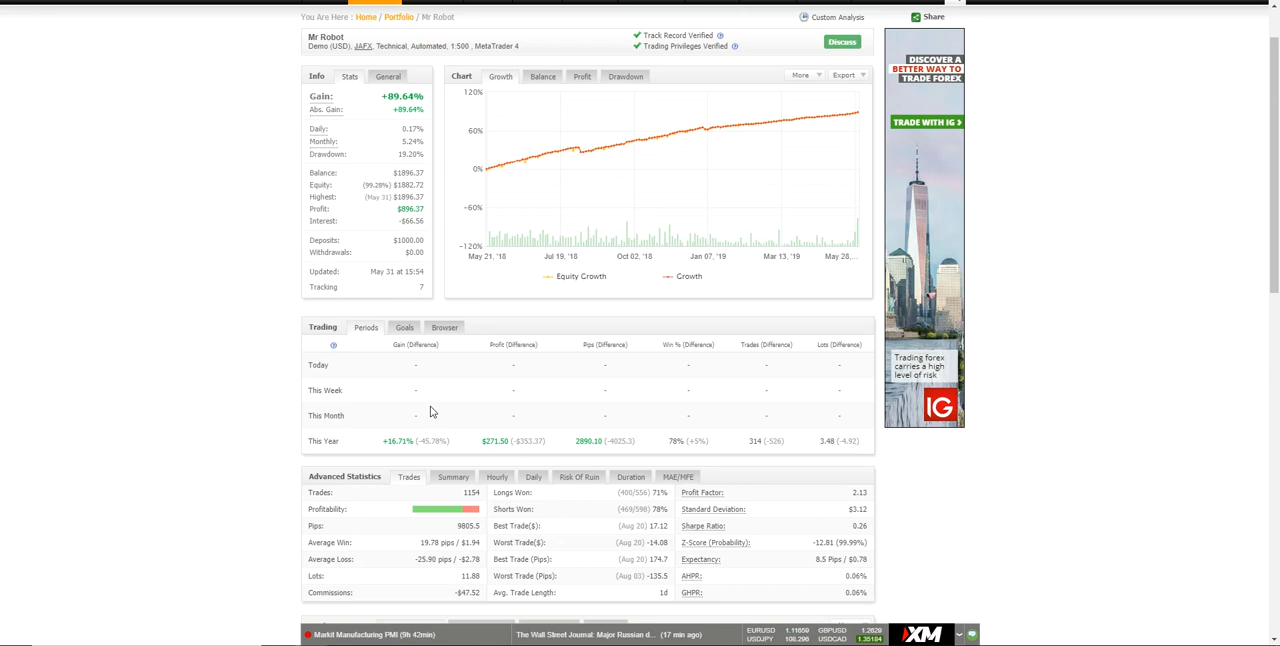 You Are Here : Home / Portfolio / Mr Robot
Custom Analysis
Share
Mr Robot
Demo (USD), JAFX, Technical, Automated, 1:500 , MetaTrader 4
Track Record Verified
Trading Privileges Verified
Discuss
Info Stats General
Gain: +89.64%
Abs. Gain: +89.64%
Daily: 0.17%
Monthly: 5.24%
Drawdown: 19.20%
Balance: $1896.37
Equity: (99.28%) $1882.72
Highest: (May 31) $1896.37
Profit: $896.37
Interest: -$66.56
Deposits: $1000.00
Withdrawals: $0.00
Updated: May 31 at 15:54
Tracking 7
Chart Growth Balance Profit Drawdown More Export
120%
60%
0%
-60%
-120%
May 21, '18 Jul 19, '18 Oct 02, '18 Jan 07, '19 Mar 13, '19 May 28,...
Equity Growth Growth
DISCOVER A
BETTER WAY TO
TRADE FOREX
TRADE WITH IG >
Trading forex
carries a high
level of risk
IG
Trading Periods Goals Browser
Gain (Difference) Profit (Difference) Pips (Difference) Win % (Difference) Trades (Difference) Lots (Difference)
Today - - - - - -
This Week - - - - - -
This Month - - - - - -
This Year +16.71% (-45.78%) $271.50 (-$353.37) 2890.10 (-4025.3) 78% (+5%) 314 (-526) 3.48 (-4.92)
Advanced Statistics Trades Summary Hourly Daily Risk Of Ruin Duration MAE/MFE
Trades: 1154 Longs Won: (400/556) 71% Profit Factor: 2.13
Profitability: Shorts Won: (469/598) 78% Standard Deviation: $3.12
Pips: 9805.5 Best Trade($): (Aug 20) 17.12 Sharpe Ratio: 0.26
Average Win: 19.78 pips / $1.94 Worst Trade($): (Aug 20) -14.08 Z-Score (Probability): -12.81 (99.99%)
Average Loss: -25.90 pips / -$2.78 Best Trade (Pips): (Aug 20) 174.7 Expectancy: 8.5 Pips / $0.78
Lots: 11.88 Worst Trade (Pips): (Aug 03) -135.5 AHPR: 0.06%
Commissions: -$47.52 Avg. Trade Length: 1d GHPR: 0.06%
Markit Manufacturing PMI (9h 42min) The Wall Street Journal: Major Russian d... (17 min ago)
EURUSD 1.11659 GBPUSD 1.2629
USDJPY 108.296 USDCAD 1.35184
XM